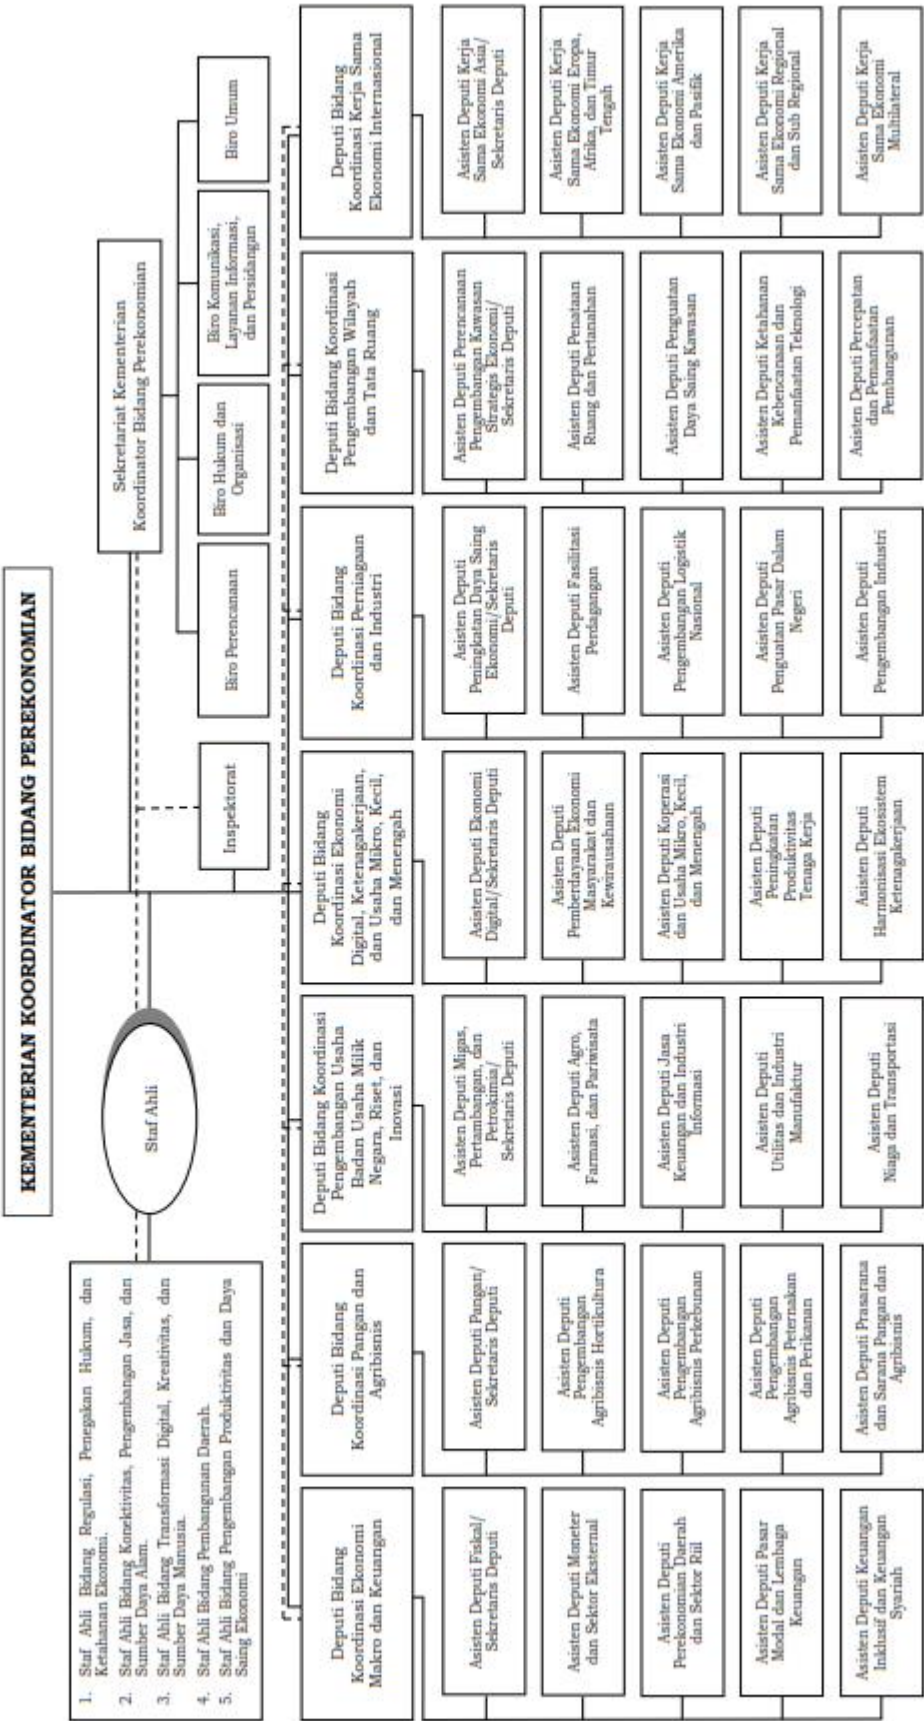 KEMENTERIAN KOORDINATOR BIDANG PEREKONOMIAN
1. Staf Ahli Bidang Regulasi, Penegakan Hukum, dan
Ketahanan Ekonomi.
2. Staf Ahli Bidang Konektivitas, Pengembangan Jasa, dan
Sumber Daya Alam.
3. Staf Ahli Bidang Transformasi Digital, Kreativitas, dan
Sumber Daya Manusia.
4. Staf Ahli Bidang Pembangunan Daerah.
5. Staf Ahli Bidang Pengembangan Produktivitas dan Daya
Saing Ekonomi
Staf Ahli
Sekretariat Kementerian
Koordinator Bidang Perekonomian
Inspektorat
Biro Perencanaan
Biro Hukum dan
Organisasi
Biro Komunikasi,
Layanan Informasi,
dan Persidangan
Biro Umum
Deputi Bidang
Koordinasi Ekonomi
Makro dan Keuangan
Asisten Deputi Fiskal/
Sekretaris Deputi
Asisten Deputi Moneter
dan Sektor Eksternal
Asisten Deputi
Perekonomian Daerah
dan Sektor Riil
Asisten Deputi Pasar
Modal dan Lembaga
Keuangan
Asisten Deputi Keuangan
Inklusif dan Keuangan
Syariah
Deputi Bidang
Koordinasi Pangan dan
Agribisnis
Asisten Deputi Pangan/
Sekretaris Deputi
Asisten Deputi
Pengembangan
Agribisnis Hortikultura
Asisten Deputi
Pengembangan
Agribisnis Perkebunan
Asisten Deputi
Pengembangan
Agribisnis Peternakan
dan Perikanan
Asisten Deputi Prasarana
dan Sarana Pangan dan
Agribisnis
Deputi Bidang Koordinasi
Pengembangan Usaha
Badan Usaha Milik
Negara, Riset, dan
Inovasi
Asisten Deputi Migas,
Pertambangan, dan
Petrokimia/
Sekretaris Deputi
Asisten Deputi Agro,
Farmasi, dan Pariwisata
Asisten Deputi Jasa
Keuangan dan Industri
Informasi
Asisten Deputi
Utilitas dan Industri
Manufaktur
Asisten Deputi
Niaga dan Transportasi
Deputi Bidang
Koordinasi Ekonomi
Digital, Ketenagakerjaan,
dan Usaha Mikro, Kecil,
dan Menengah
Asisten Deputi Ekonomi
Digital/Sekretaris Deputi
Asisten Deputi
Pemberdayaan Ekonomi
Masyarakat dan
Kewirausahaan
Asisten Deputi Koperasi
dan Usaha Mikro, Kecil,
dan Menengah
Asisten Deputi
Peningkatan
Produktivitas
Tenaga Kerja
Asisten Deputi
Harmonisasi Ekosistem
Ketenagakerjaan
Deputi Bidang
Koordinasi Perniagaan
dan Industri
Asisten Deputi
Peningkatan Daya Saing
Ekonomi/Sekretaris
Deputi
Asisten Deputi Fasilitasi
Perdagangan
Asisten Deputi
Pengembangan Logistik
Nasional
Asisten Deputi
Penguatan Pasar Dalam
Negeri
Asisten Deputi
Pengembangan Industri
Deputi Bidang Koordinasi
Pengembangan Wilayah
dan Tata Ruang
Asisten Deputi Perencanaan
Pengembangan Kawasan
Strategis Ekonomi/
Sekretaris Deputi
Asisten Deputi Penataan
Ruang dan Pertanahan
Asisten Deputi Penguatan
Daya Saing Kawasan
Asisten Deputi Ketahanan
Kebencanaan dan
Pemanfaatan Teknologi
Asisten Deputi Percepatan
dan Pemanfaatan
Pembangunan
Deputi Bidang
Koordinasi Kerja Sama
Ekonomi Internasional
Asisten Deputi Kerja
Sama Ekonomi Asia/
Sekretaris Deputi
Asisten Deputi Kerja
Sama Ekonomi Eropa,
Afrika, dan Timur
Tengah
Asisten Deputi Kerja
Sama Ekonomi Amerika
dan Pasifik
Asisten Deputi Kerja
Sama Ekonomi Regional
dan Sub Regional
Asisten Deputi Kerja
Sama Ekonomi
Multilateral